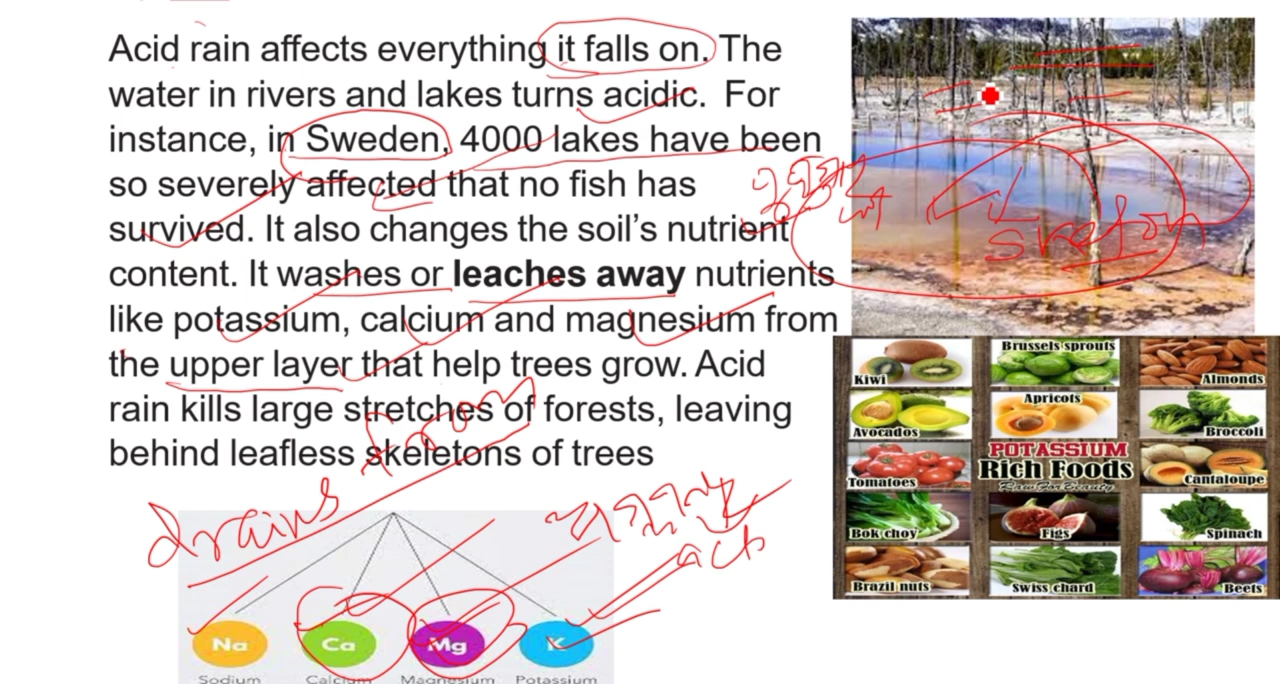 Acid rain affects everything it falls on. The
water in rivers and lakes turns acidic. For
instance, in Sweden, 4000 lakes have been
so severely affected that no fish has
survived. It also changes the soil's nutrient
content. It washes or leaches away nutrients
like potassium, calcium and magnesium from
the upper layer that help trees grow. Acid
rain kills large stretches of forests, leaving
behind leafless skeletons of trees
drains from
Na
Ca
Mg
K
Sodium
Calcium
Magnesium
Potassium
Kiwi
Brussels sprouts
Almonds
Avocados
Apricots
Broccoli
Tomatoes
POTASSIUM
Rich Foods
Raw For Beauty
Cantaloupe
Bok choy
Figs
Spinach
Brazil nuts
Swiss chard
Beets